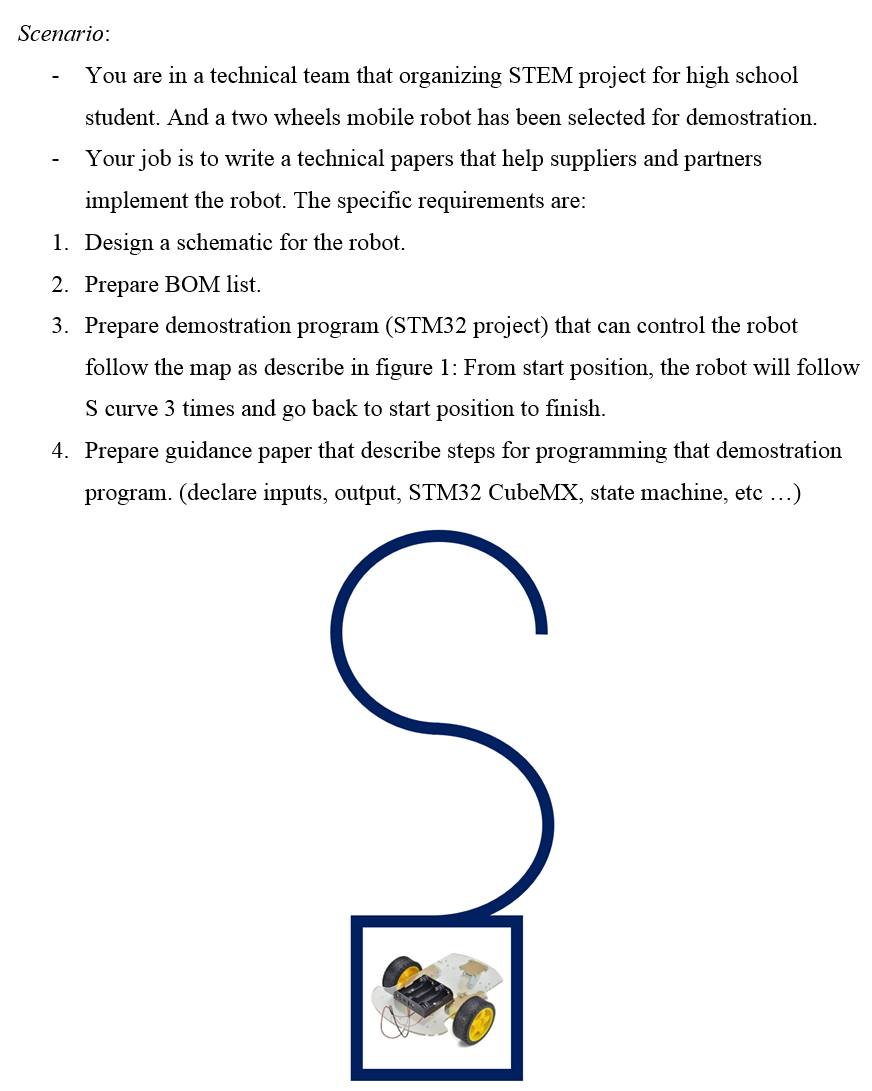 Scenario:
- You are in a technical team that organizing STEM project for high school
student. And a two wheels mobile robot has been selected for demostration.
- Your job is to write a technical papers that help suppliers and partners
implement the robot. The specific requirements are:
1. Design a schematic for the robot.
2. Prepare BOM list.
3. Prepare demostration program (STM32 project) that can control the robot
follow the map as describe in figure 1: From start position, the robot will follow
S curve 3 times and go back to start position to finish.
4. Prepare guidance paper that describe steps for programming that demostration
program. (declare inputs, output, STM32 CubeMX, state machine, etc …)